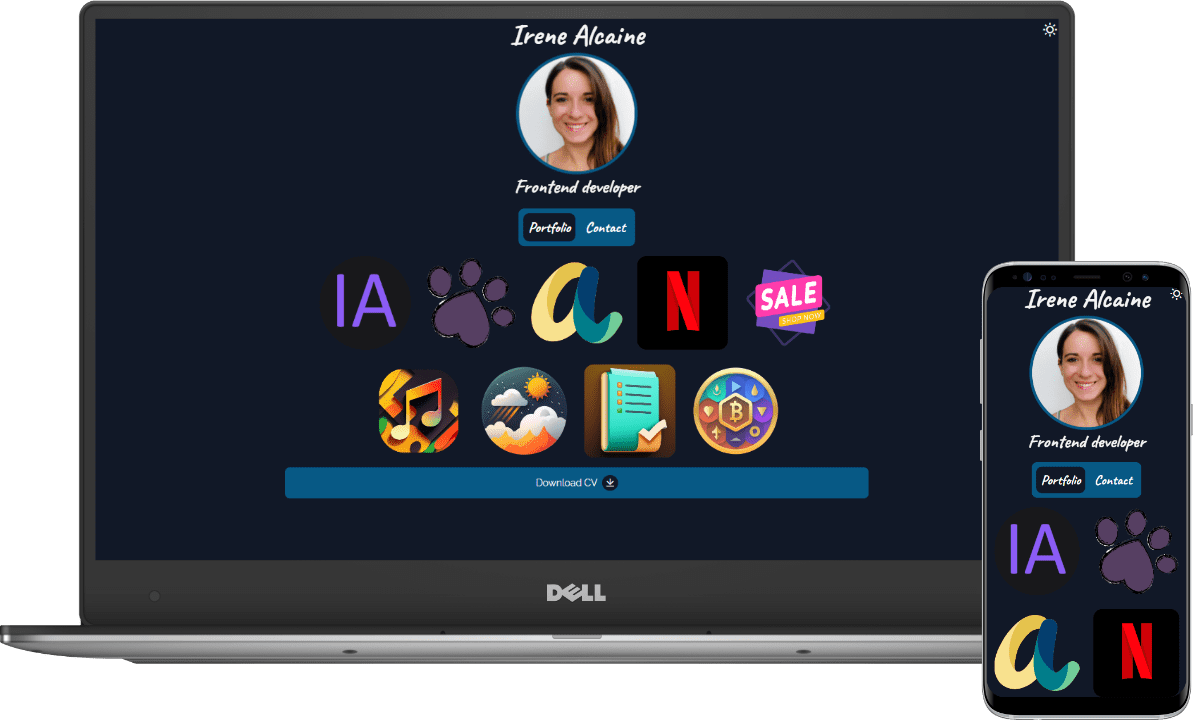 Irene Alcaine
Frontend developer
Portfolio Contact
IA
a
N
SALE
SHOP NOW
B
Download CV
DELL
Irene Alcaine
Frontend developer
Portfolio Contact
IA
a
N